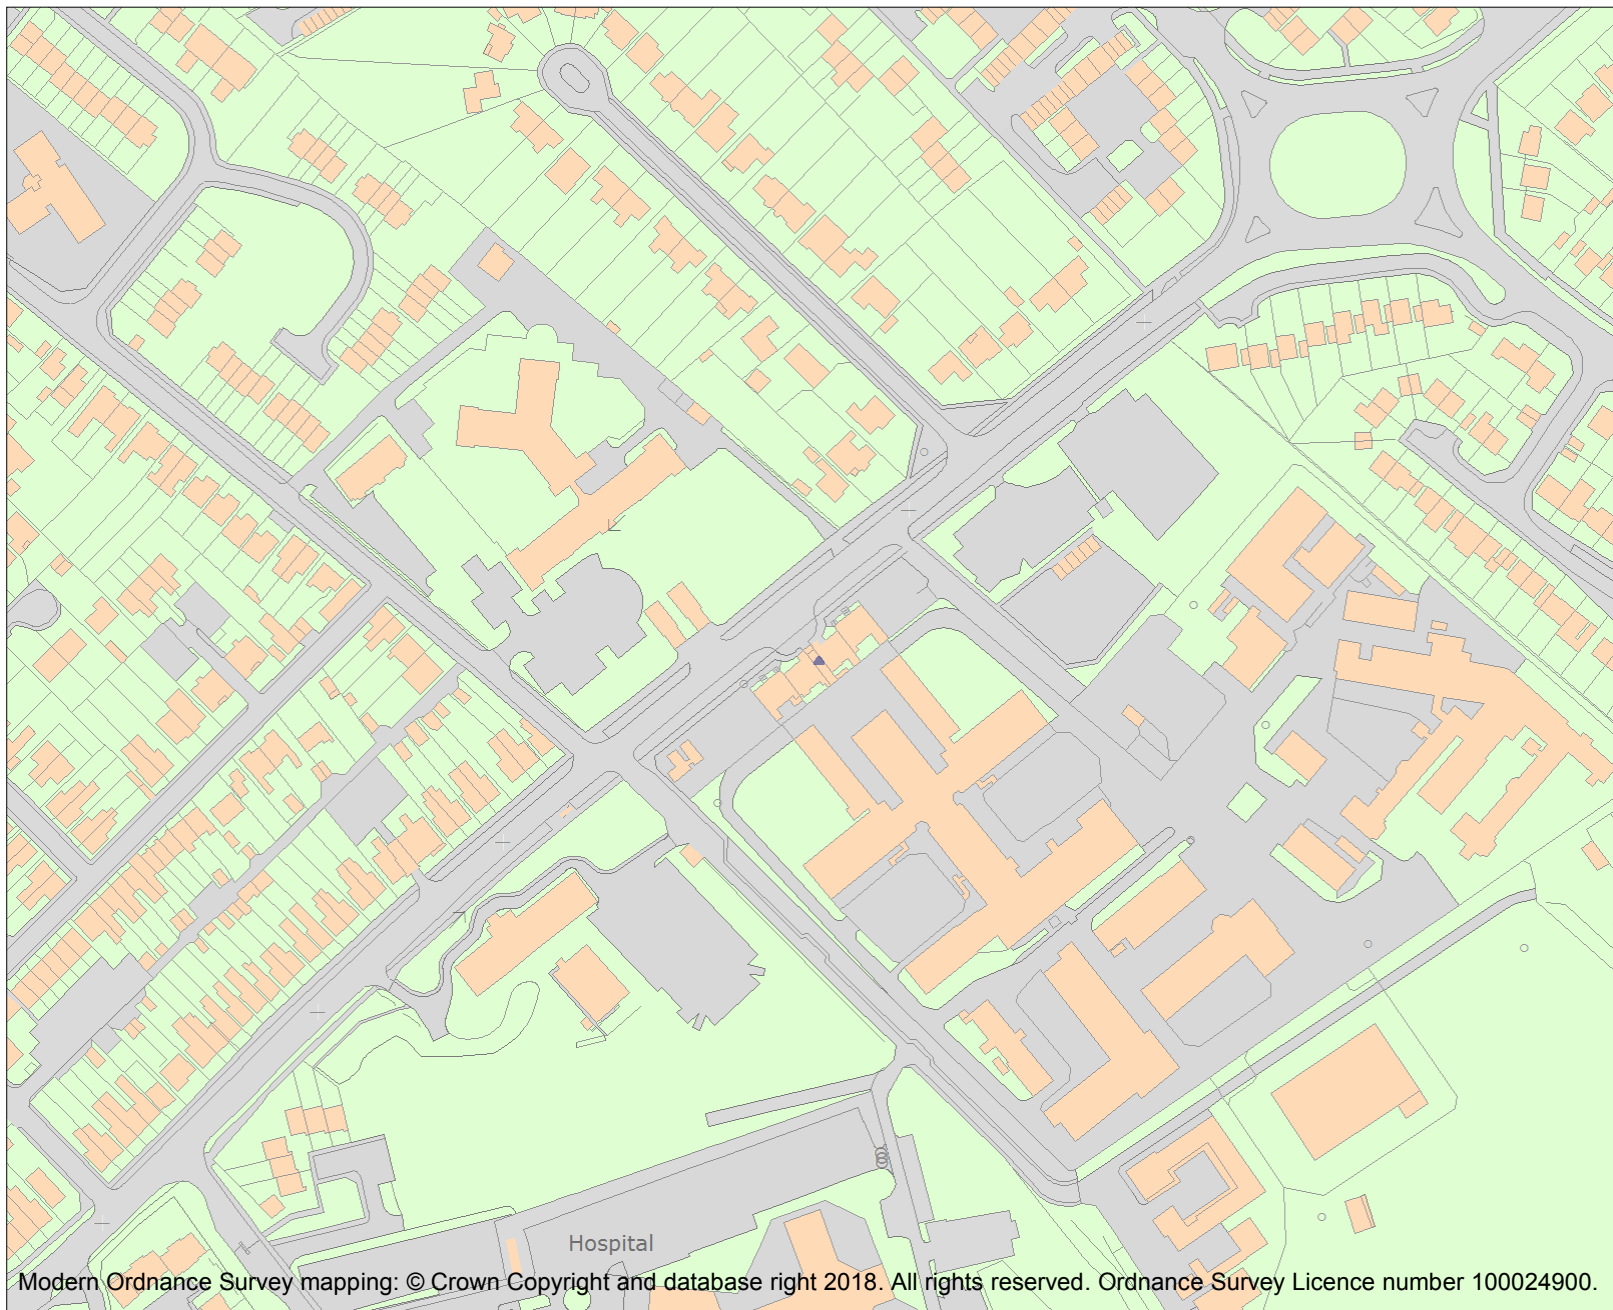 Hospital
Modern Ordnance Survey mapping: © Crown Copyright and database right 2018. All rights reserved. Ordnance Survey Licence number 100024900.